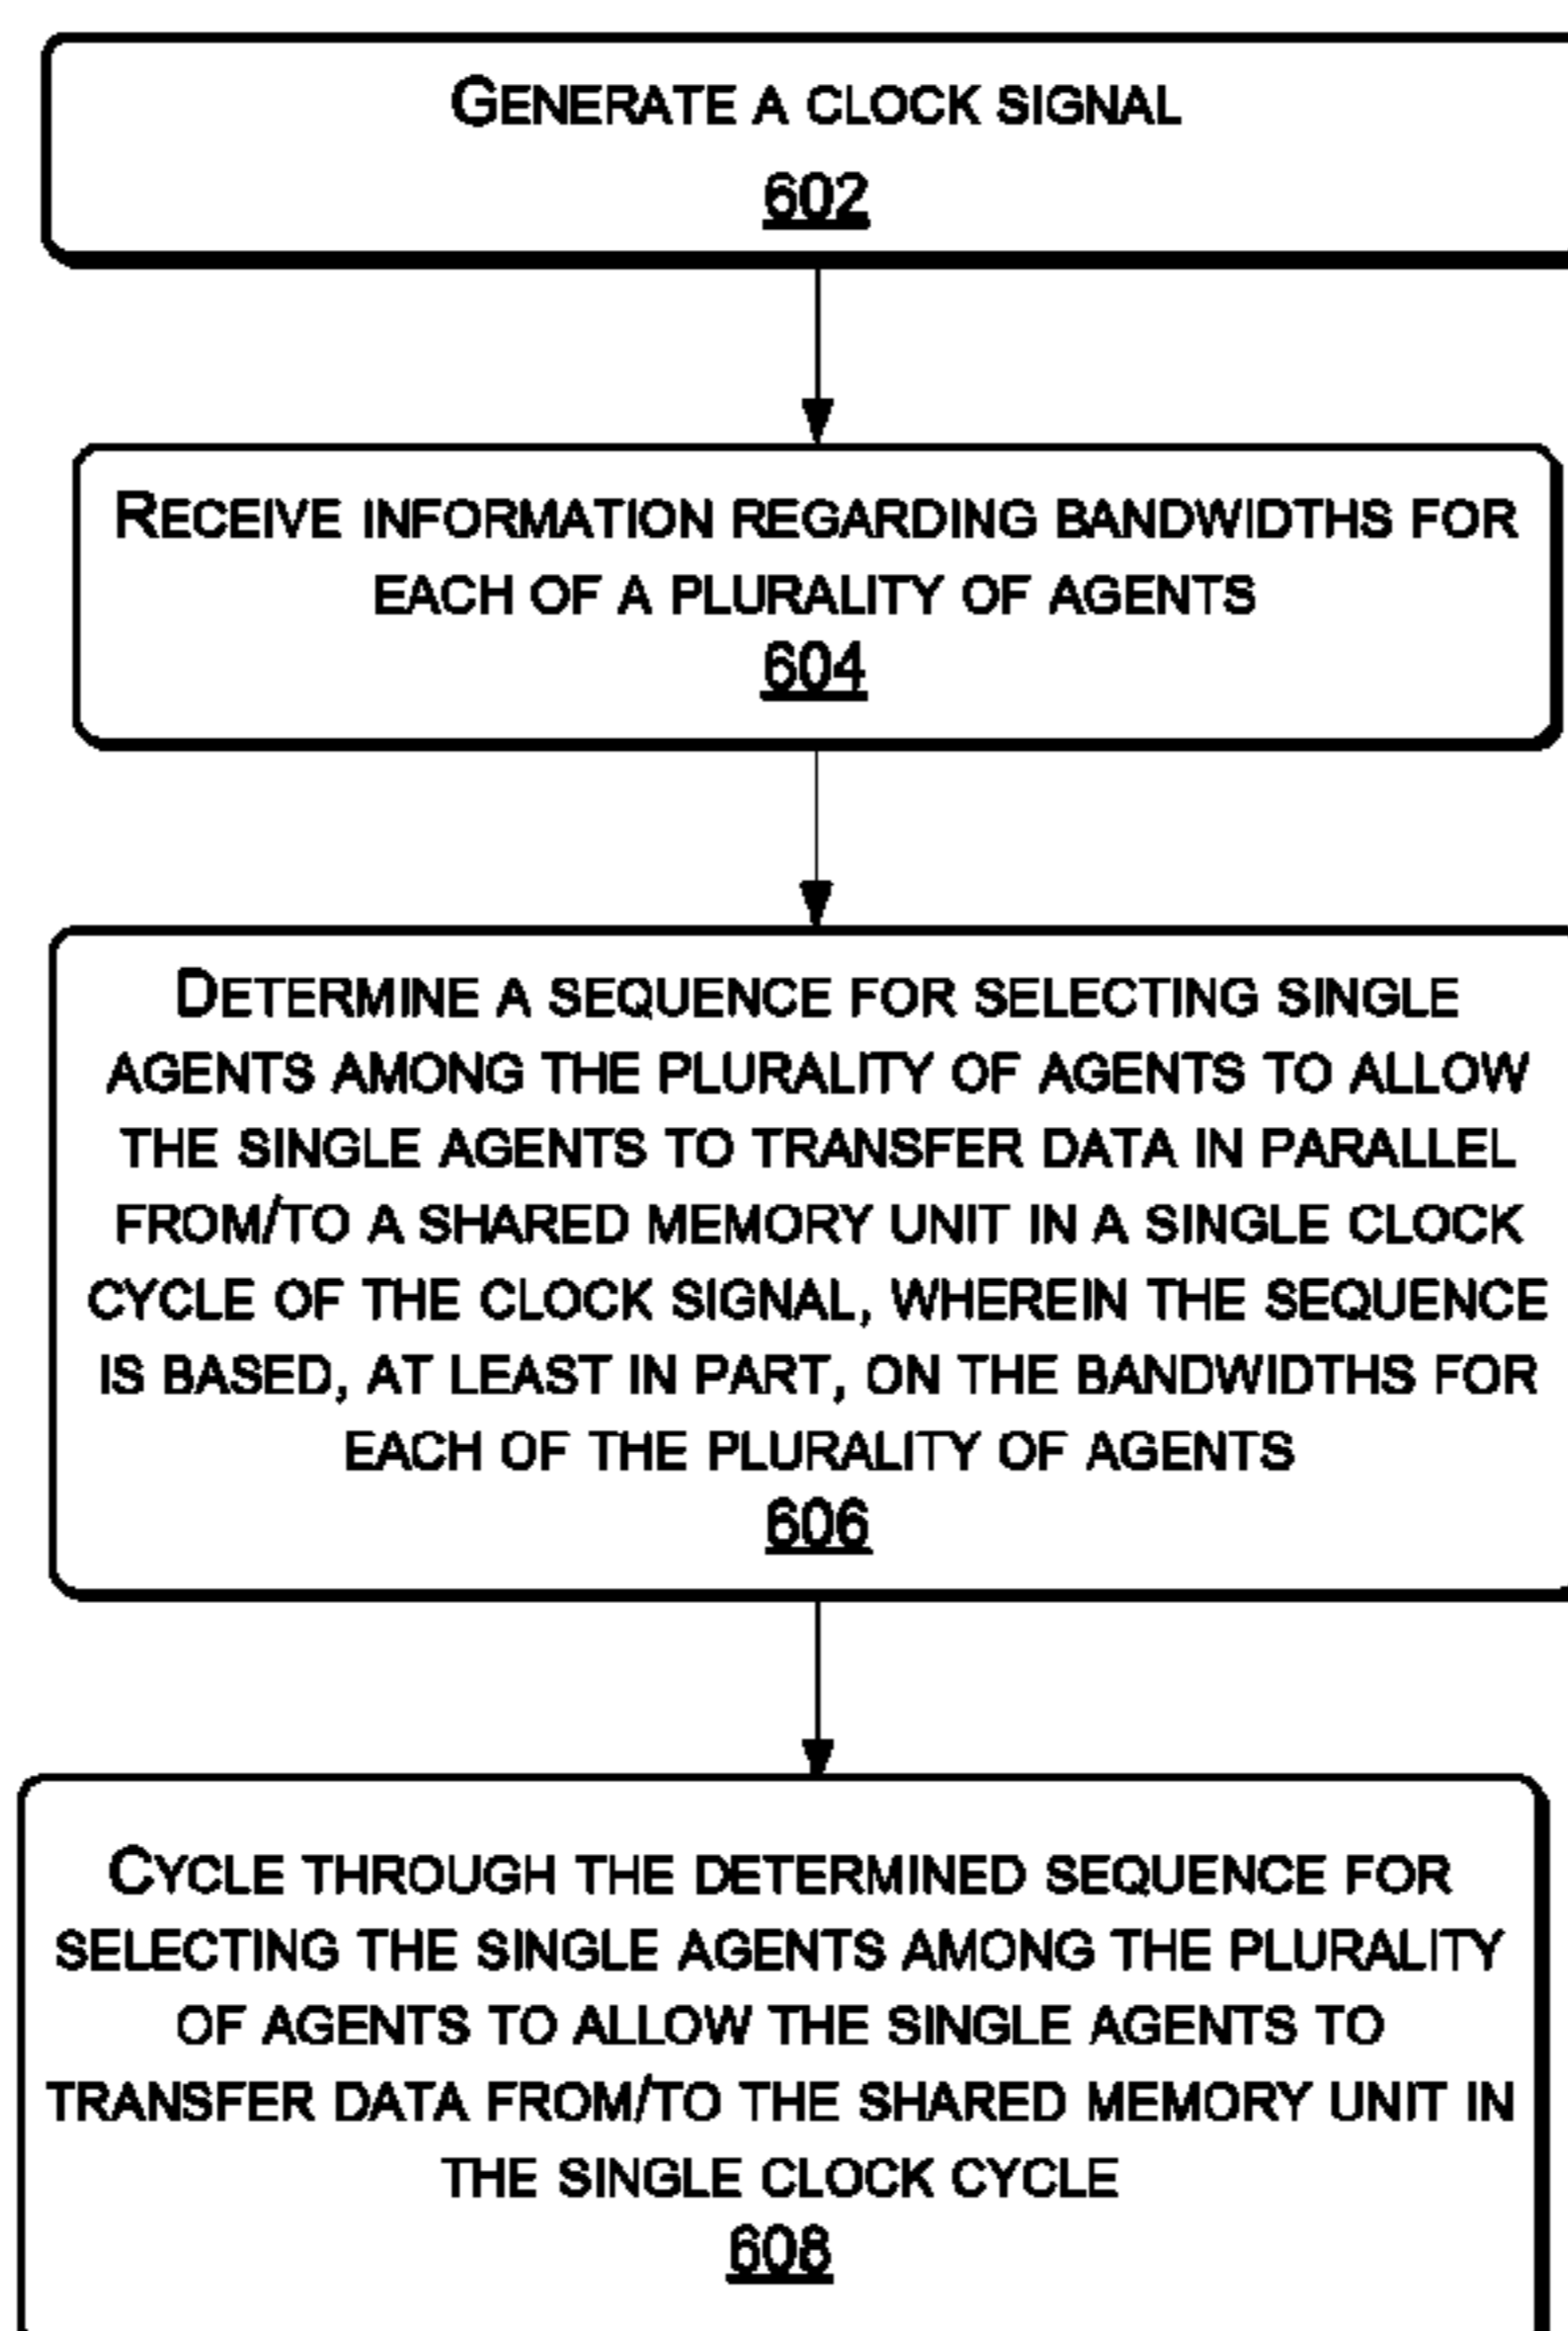 GENERATE A CLOCK SIGNAL
602
RECEIVE INFORMATION REGARDING BANDWIDTHS FOR
EACH OF A PLURALITY OF AGENTS
604
DETERMINE A SEQUENCE FOR SELECTING SINGLE
AGENTS AMONG THE PLURALITY OF AGENTS TO ALLOW
THE SINGLE AGENTS TO TRANSFER DATA IN PARALLEL
FROM/TO A SHARED MEMORY UNIT IN A SINGLE CLOCK
CYCLE OF THE CLOCK SIGNAL, WHEREIN THE SEQUENCE
IS BASED, AT LEAST IN PART, ON THE BANDWIDTHS FOR
EACH OF THE PLURALITY OF AGENTS
606
CYCLE THROUGH THE DETERMINED SEQUENCE FOR
SELECTING THE SINGLE AGENTS AMONG THE PLURALITY
OF AGENTS TO ALLOW THE SINGLE AGENTS TO
TRANSFER DATA FROM/TO THE SHARED MEMORY UNIT IN
THE SINGLE CLOCK CYCLE
608